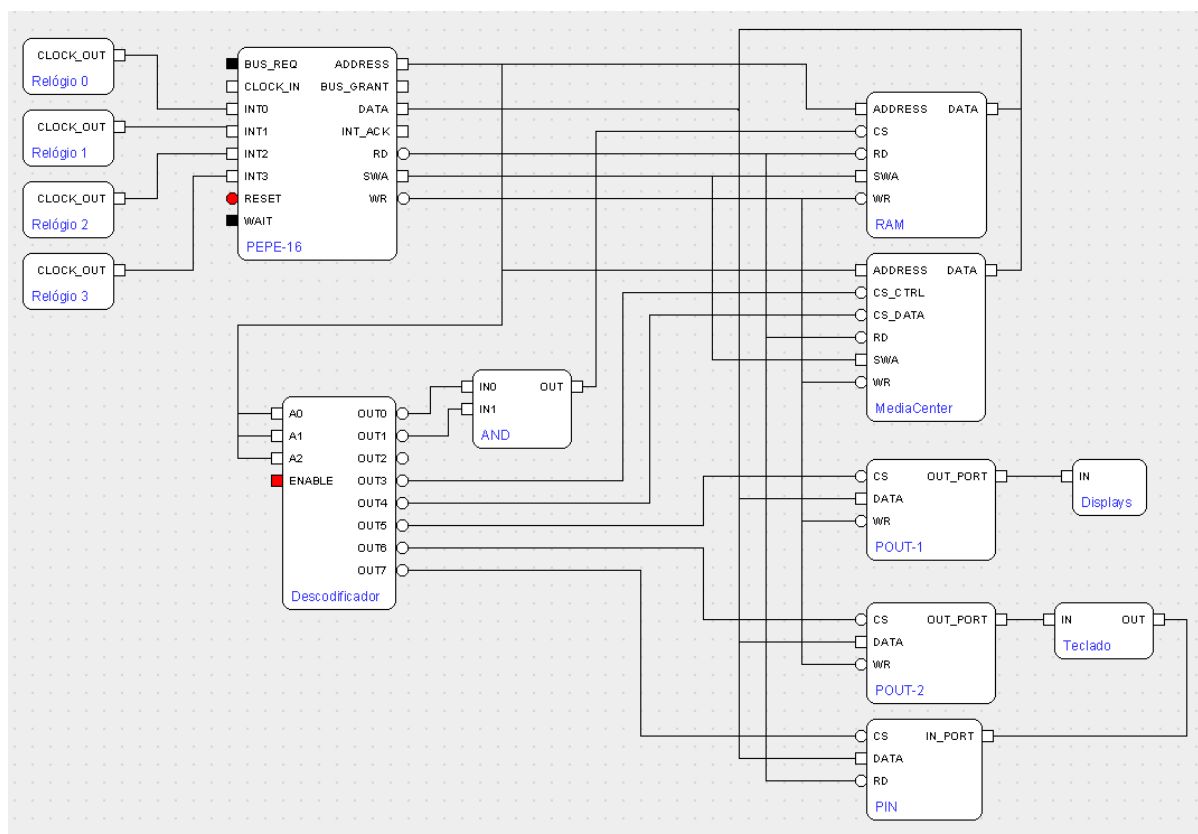 CLOCK_OUT
Relógio 0
CLOCK_OUT
Relógio 1
CLOCK_OUT
Relógio 2
CLOCK_OUT
Relógio 3
BUS_REQ ADDRESS
CLOCK_IN BUS_GRANT
INT0 DATA
INT1 INT_ACK
INT2 RD
INT3 SWA
RESET WR
WAIT
PEPE-16
ADDRESS DATA
CS
RD
SWA
WR
RAM
ADDRESS DATA
CS_CTRL
CS_DATA
RD
SWA
WR
MediaCenter
IN0 OUT
IN1
AND
A0 OUT0
A1 OUT1
A2 OUT2
ENABLE OUT3
OUT4
OUT5
OUT6
OUT7
Descodificador
CS OUT_PORT
DATA
WR
POUT-1
IN
Displays
CS OUT_PORT
DATA
WR
POUT-2
IN OUT
Teclado
CS IN_PORT
DATA
RD
PIN